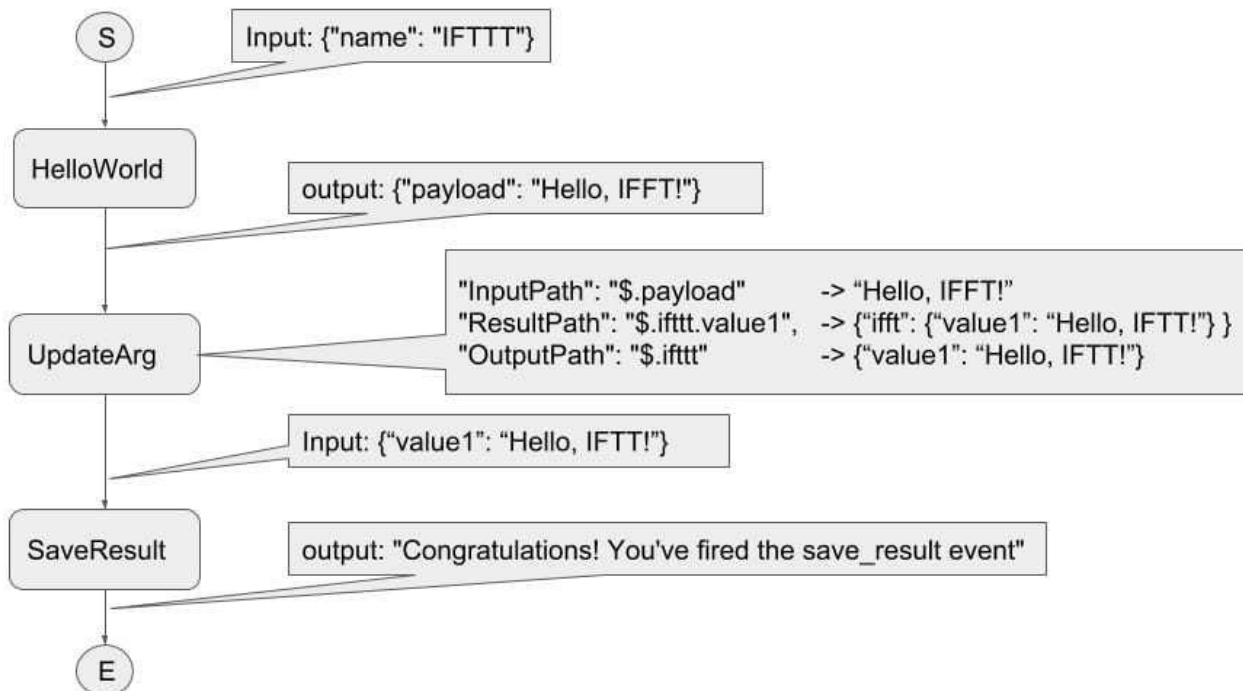 S
Input: {"name": "IFTTT"}
HelloWorld
output: {"payload": "Hello, IFFT!"}
"InputPath": "$.payload" -> “Hello, IFFT!”
"ResultPath": "$.ifttt.value1", -> {“ifft”: {“value1”: “Hello, IFTT!”} }
"OutputPath": "$.ifttt" -> {“value1”: “Hello, IFTT!”}
UpdateArg
Input: {“value1”: “Hello, IFTT!”}
SaveResult
output: "Congratulations! You've fired the save_result event"
E